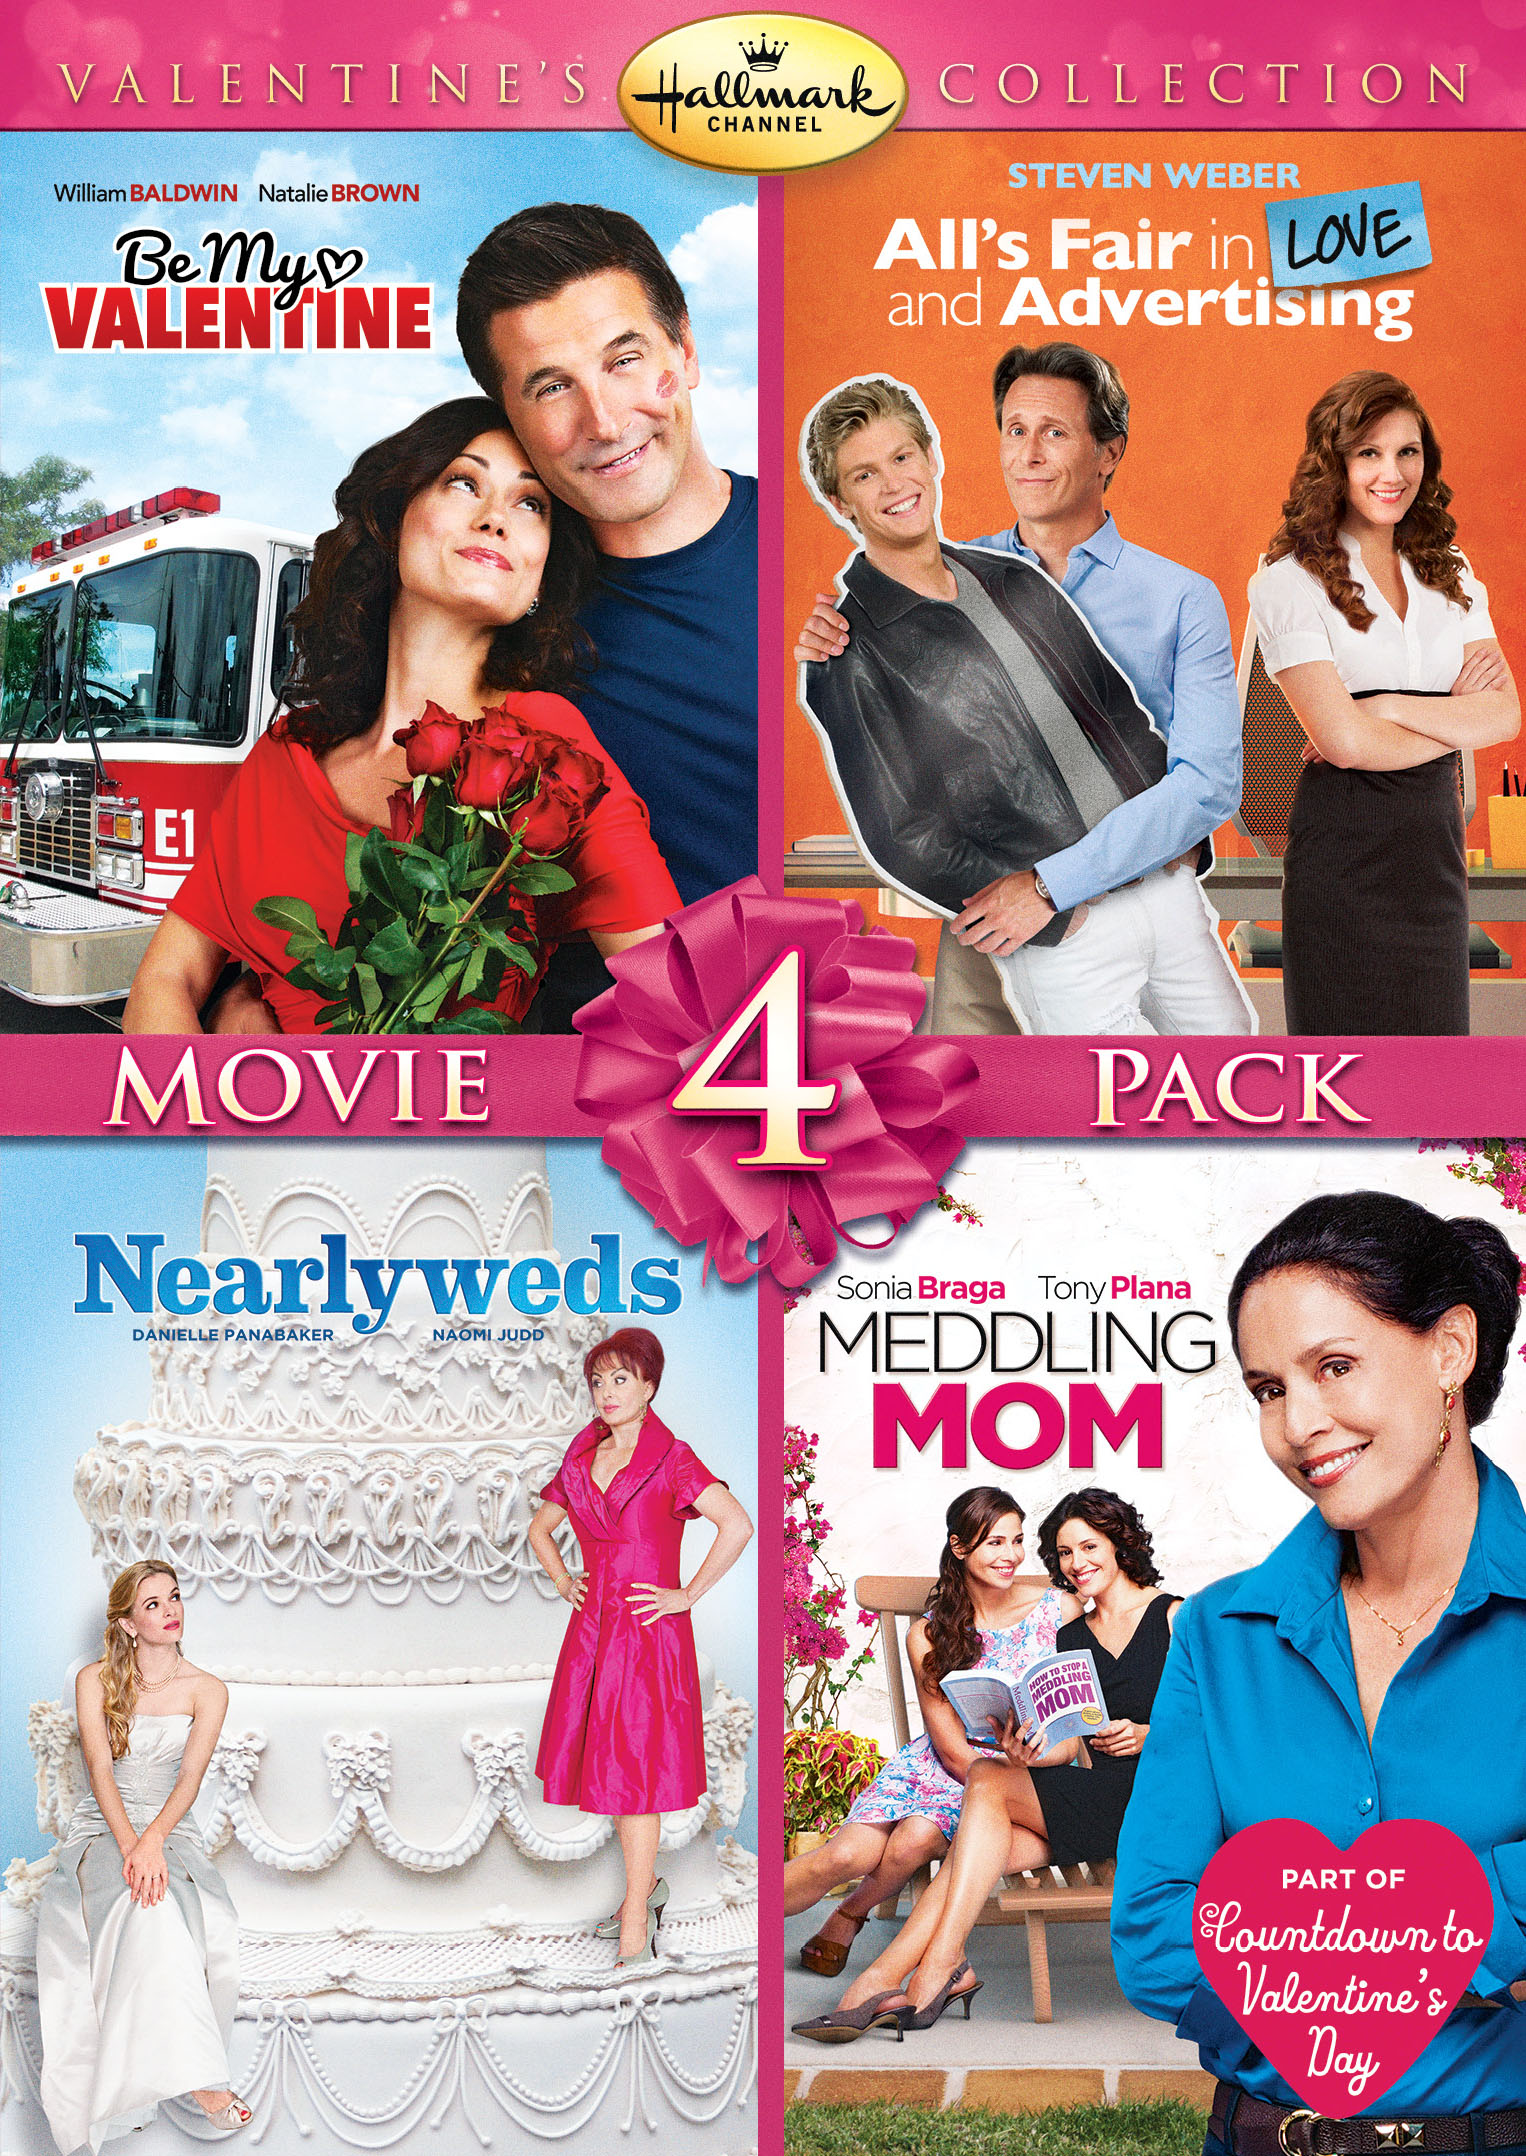 VALENTINE'S
Hallmark
CHANNEL
COLLECTION
William BALDWIN Natalie BROWN
Be My
VALENTINE
E1
STEVEN WEBER
All's Fair in LOVE
and Advertising
MOVIE 4 PACK
Nearlyweds
DANIELLE PANABAKER NAOMI JUDD
Sonia Braga Tony Plana
MEDDLING
MOM
HOW TO STOP A
MEDDLING
MOM
PART OF
Countdown to
Valentine's
Day